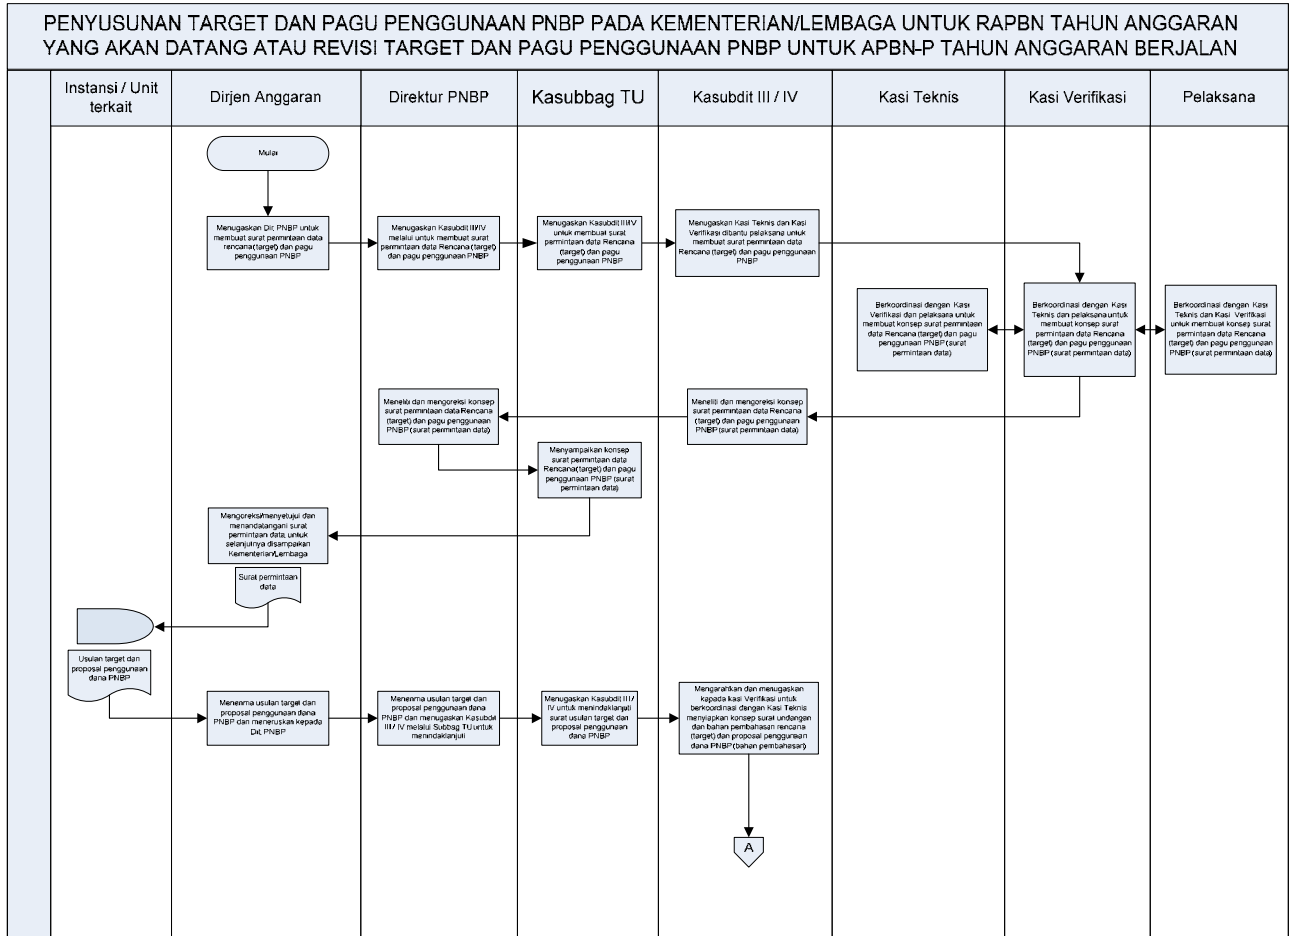 PENYUSUNAN TARGET DAN PAGU PENGGUNAAN PNBP PADA KEMENTERIAN/LEMBAGA UNTUK RAPBN TAHUN ANGGARAN
YANG AKAN DATANG ATAU REVISI TARGET DAN PAGU PENGGUNAAN PNBP UNTUK APBN-P TAHUN ANGGARAN BERJALAN
Instansi / Unit
terkait
Dirjen Anggaran
Direktur PNBP
Kasubbag TU
Kasubdit III / IV
Kasi Teknis
Kasi Verifikasi
Pelaksana
Mulai
Menugaskan Dit. PNBP untuk
membuat surat permintaan data
rencana (target) dan pagu
penggunaan PNBP
Menugaskan Kasubdit III/IV
melalui untuk membuat surat
permintaan data Rencana (target)
dan pagu penggunaan PNBP
Menugaskan Kasubdit III/IV
untuk membuat surat
permintaan data Rencana
(target) dan pagu
penggunaan PNBP
Menugaskan Kasi Teknis dan Kasi
Verifikasi dibantu pelaksana untuk
membuat surat permintaan data
Rencana (target) dan pagu penggunaan
PNBP
Berkoordinasi dengan Kasi
Verifikasi dan pelaksana untuk
membuat konsep surat permintaan
data Rencana (target) dan pagu
penggunaan PNBP (surat
permintaan data)
Berkoordinasi dengan Kasi
Teknis dan pelaksana untuk
membuat konsep surat
permintaan data Rencana
(target) dan pagu penggunaan
PNBP (surat permintaan data)
Berkoordinasi dengan Kasi
Teknis dan Kasi Verifikasi
untuk membuat konsep surat
permintaan data Rencana
(target) dan pagu penggunaan
PNBP (surat permintaan data)
Meneliti dan mengoreksi konsep
surat permintaan data Rencana
(target) dan pagu penggunaan
PNBP (surat permintaan data)
Meneliti dan mengoreksi konsep
surat permintaan data Rencana
(target) dan pagu penggunaan
PNBP (surat permintaan data)
Menyampaikan konsep
surat permintaan data
Rencana (target) dan pagu
penggunaan PNBP (surat
permintaan data)
Mengoreksi/menyetujui dan
menandatangani surat
permintaan data, untuk
selanjutnya disampaikan
Kementerian/Lembaga
Surat permintaan
data
Usulan target dan
proposal penggunaan
dana PNBP
Menerima usulan target dan
proposal penggunaan dana
PNBP dan meneruskan kepada
Dit. PNBP
Menerima usulan target dan
proposal penggunaan dana
PNBP dan menugaskan Kasubdit
III / IV melalui Subbag TU untuk
menindaklanjuti
Menugaskan Kasubdit III /
IV untuk menindaklanjuti
surat usulan target dan
proposal penggunaan
dana PNBP
Mengarahkan dan menugaskan
kapada kasi Verifikasi untuk
berkoordinasi dengan Kasi Teknis
menyiapkan konsep surat undangan
dan bahan pembahasan rencana
(target) dan proposal penggunaan
dana PNBP (bahan pembahasan)
A